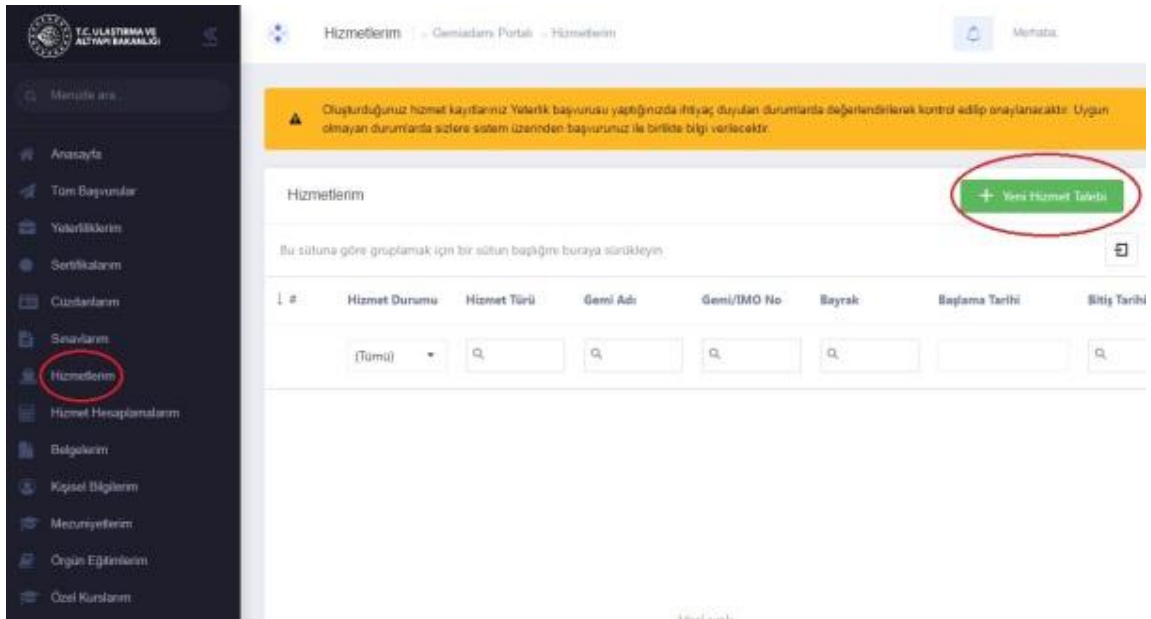 T.C. ULAŞTIRMA VE
ALTYAPI BAKANLIĞI
Hizmetlerim
Gemiadamı Portalı
Hizmetlerim
Merhaba,
Menüde ara...
Oluşturduğunuz hizmet kayıtlarınız Yeterlik başvurusu yaptığınızda ihtiyaç duyulan durumlarda değerlendirilerek kontrol edilip onaylanacaktır. Uygun
olmayan durumlarda sizlere sistem üzerinden başvurunuz ile birlikte bilgi verilecektir.
Anasayfa
Tüm Başvurular
Yeterliliklerim
Sertifikalarım
Cüzdanlarım
Sınavlarım
Hizmetlerim
Hizmet Hesaplamalarım
Belgelerim
Kişisel Bilgilerim
Mezuniyetlerim
Örgün Eğitimlerim
Özel Kurslarım
Hizmetlerim
+ Yeni Hizmet Talebi
Bu sütuna göre gruplamak için bir sütun başlığını buraya sürükleyin
#
Hizmet Durumu
Hizmet Türü
Gemi Adı
Gemi/IMO No
Bayrak
Başlama Tarihi
Bitiş Tarihi
(Tümü)